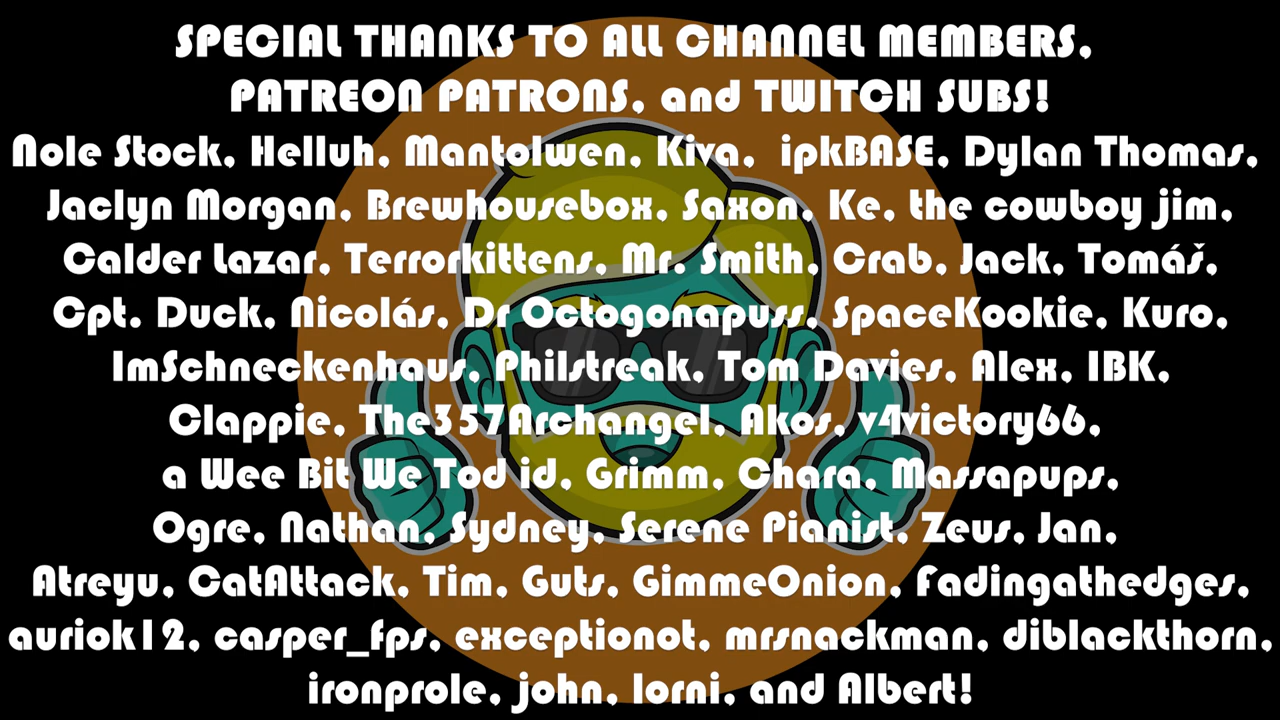 SPECIAL THANKS TO ALL CHANNEL MEMBERS,
PATREON PATRONS, and TWITCH SUBS!
Nole Stock, Helluh, Mantolwen, Kiva, ipkBASE, Dylan Thomas,
Jaclyn Morgan, Brewhousebox, Saxon, Ke, the cowboy jim,
Calder Lazar, Terrorkittens, Mr. Smith, Crab, Jack, Tomáš,
Cpt. Duck, Nicolás, Dr Octogonapuss, SpaceKookie, Kuro,
ImSchneckenhaus, Philstreak, Tom Davies, Alex, IBK,
Clappie, The357Archangel, Akos, v4victory66,
a Wee Bit We Tod id, Grimm, Chara, Massapups,
Ogre, Nathan, Sydney, Serene Pianist, Zeus, Jan,
Atreyu, CatAttack, Tim, Guts, GimmeOnion, Fadingathedges,
auriok12, casper_fps, exceptionot, mrsnackman, diblackthorn,
ironprole, john, lorni, and Albert!